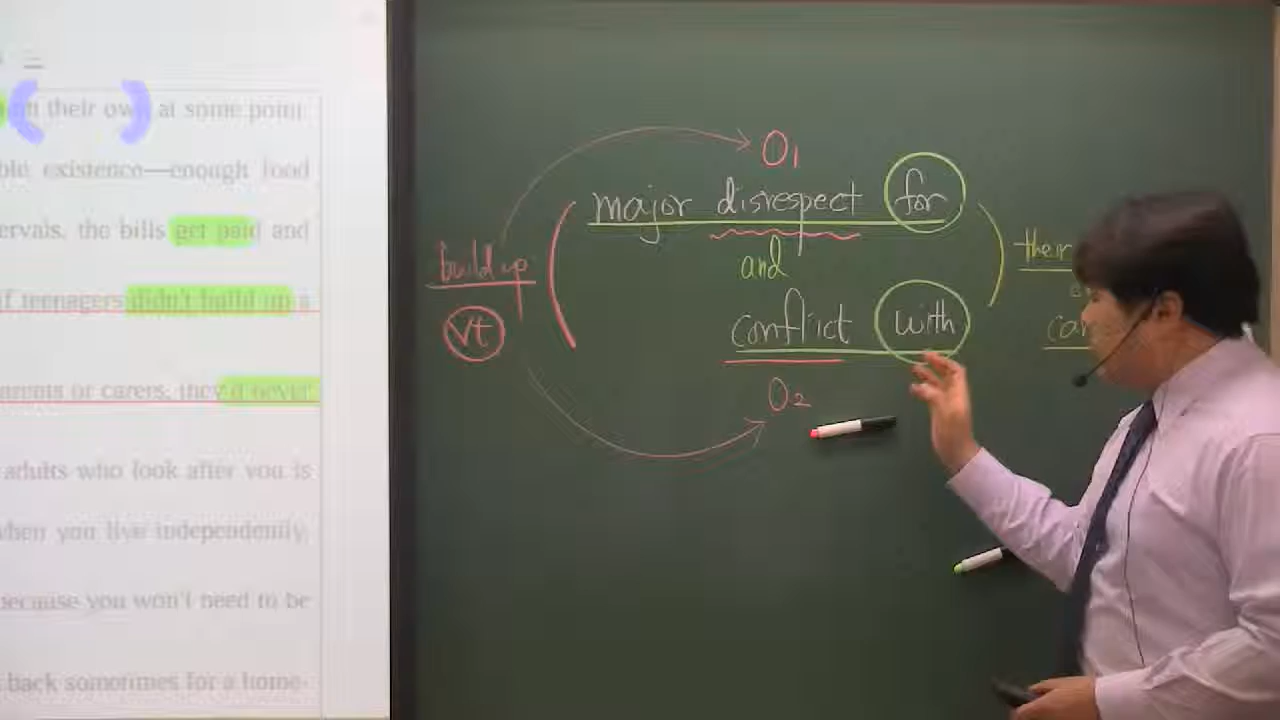 their own at some point
existence—enough food
the bills get paid and
teenagers didn't build up a
or carers, they'd never
adults who look after you is
when you live independently,
because you won't need to be
back sometimes for a home-
O1
major disrespect for
and
build up
vt
conflict with
O2
their